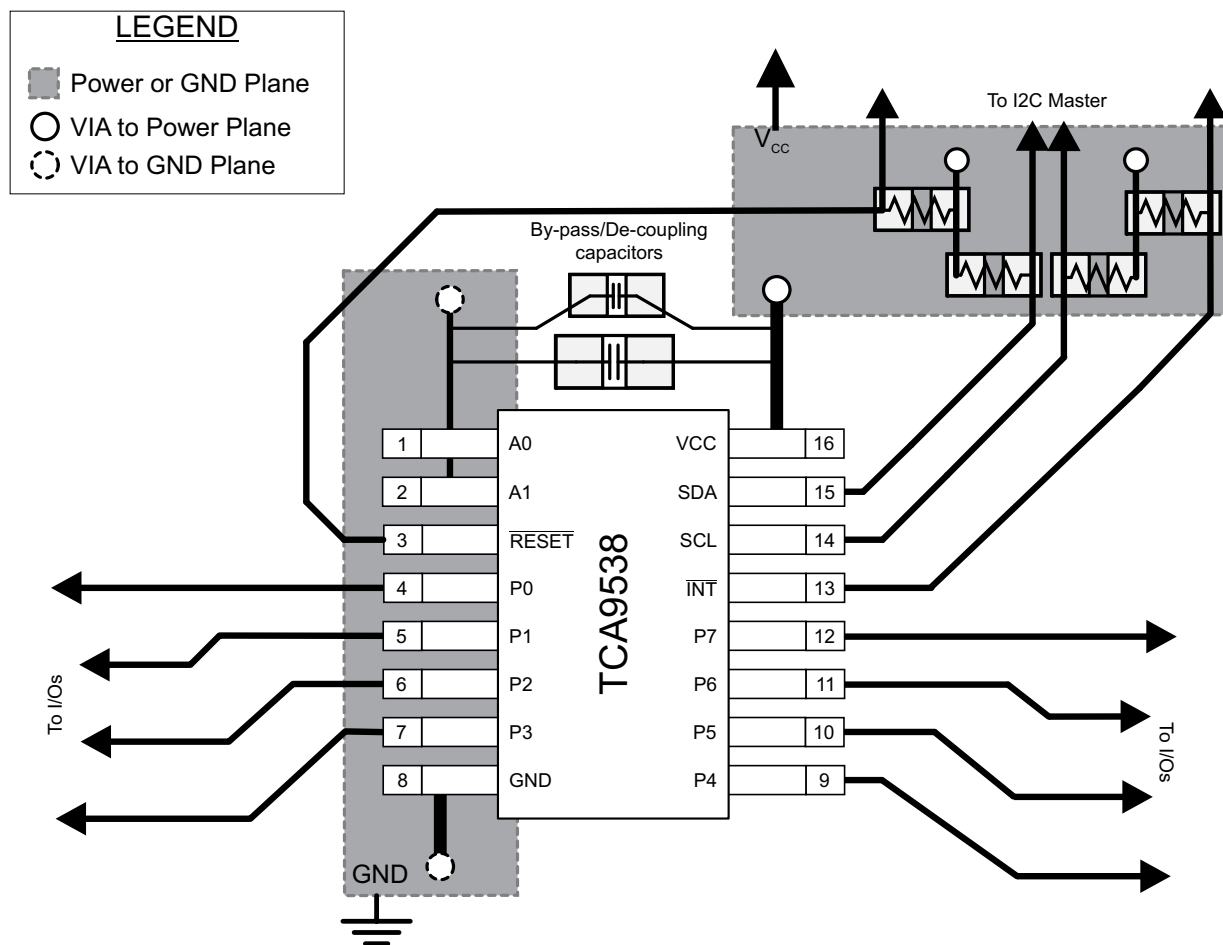 LEGEND
Power or GND Plane
VIA to Power Plane
VIA to GND Plane
To I2C Master
VCC
By-pass/De-coupling
capacitors
1 A0 VCC 16
2 A1 SDA 15
3 RESET SCL 14
4 P0 INT 13
5 P1 P7 12
6 P2 P6 11
7 P3 P5 10
8 GND P4 9
TCA9538
To I/Os
To I/Os
GND